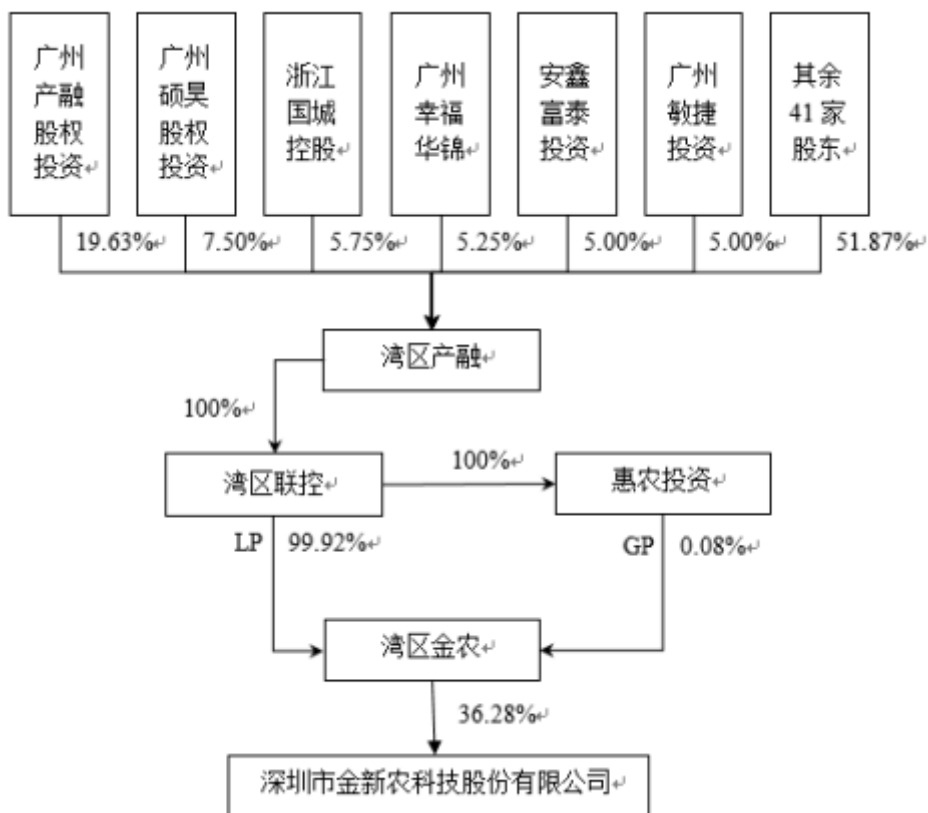 广州
产融
股权
投资
广州
硕昊
股权
投资
浙江
国城
控股
广州
幸福
华锦
安鑫
富泰
投资
广州
敏捷
投资
其余
41 家
股东
19.63%
7.50%
5.75%
5.25%
5.00%
5.00%
51.87%
湾区产融
100%
湾区联控
100%
惠农投资
LP
99.92%
GP
0.08%
湾区金农
36.28%
深圳市金新农科技股份有限公司